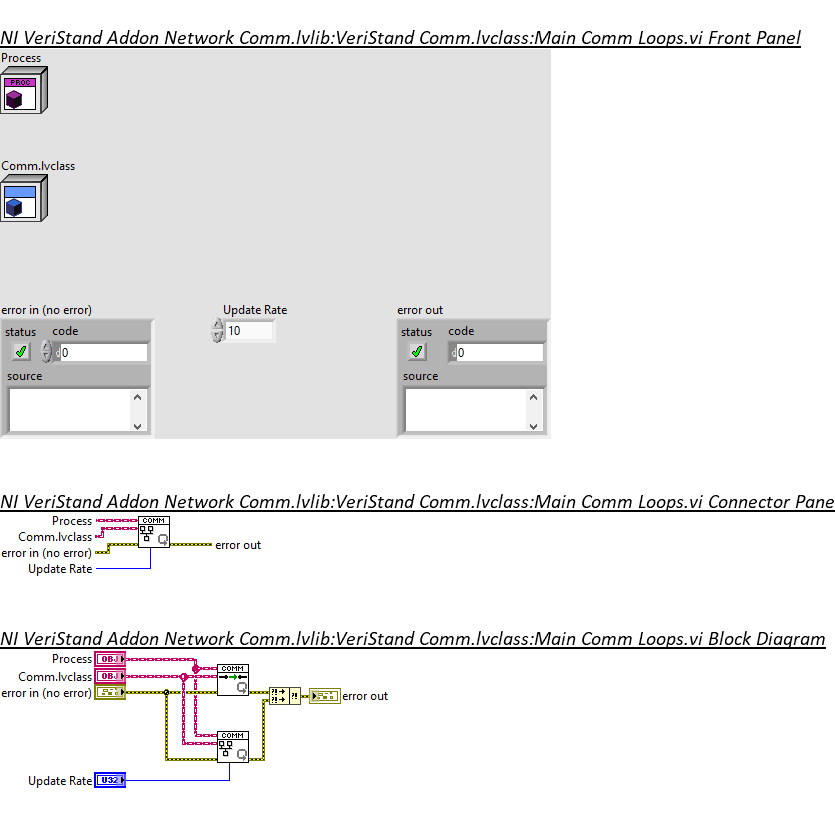 NI VeriStand Addon Network Comm.lvlib:VeriStand Comm.lvclass:Main Comm Loops.vi Front Panel
Process
PROC
Comm.lvclass
error in (no error)
Update Rate
error out
status code
10
status code
d0
d0
source
source
NI VeriStand Addon Network Comm.lvlib:VeriStand Comm.lvclass:Main Comm Loops.vi Connector Pane
Process
COMM
Comm.lvclass
error in (no error)
error out
Update Rate
NI VeriStand Addon Network Comm.lvlib:VeriStand Comm.lvclass:Main Comm Loops.vi Block Diagram
Process
OBJ
COMM
Comm.lvclass
OBJ
error in (no error)
?!
?!
?!
error out
COMM
Update Rate
U32